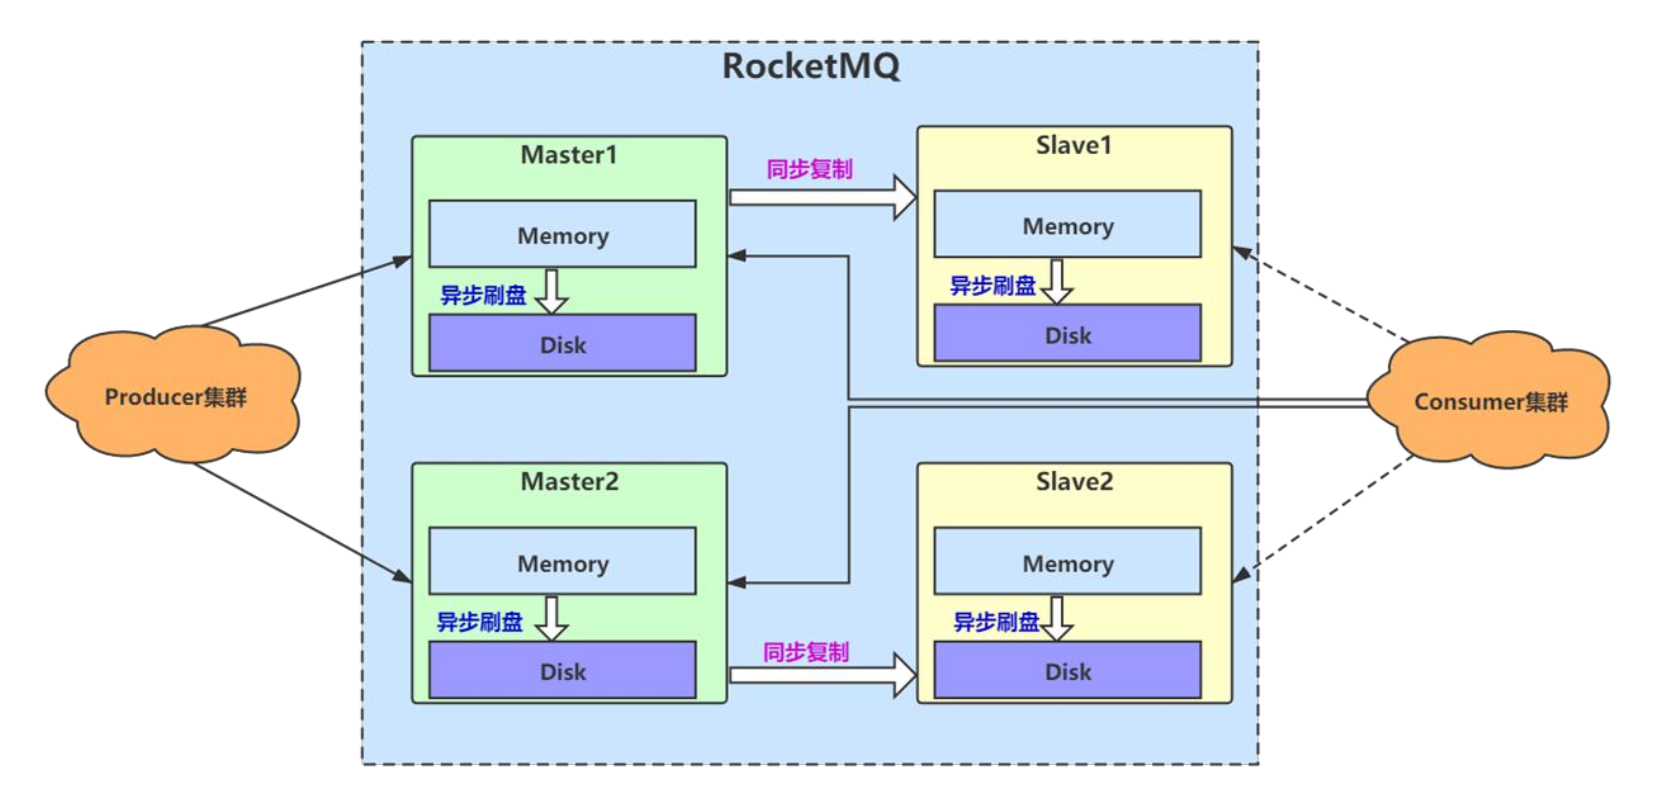 RocketMQ
Master1
Memory
异步刷盘
Disk
同步复制
Slave1
Memory
异步刷盘
Disk
Producer集群
Consumer集群
Master2
Memory
异步刷盘
Disk
同步复制
Slave2
Memory
异步刷盘
Disk